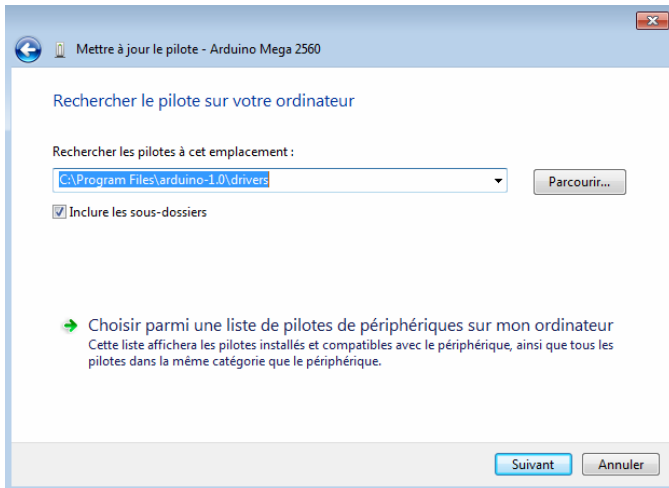 Mettre à jour le pilote - Arduino Mega 2560
Rechercher le pilote sur votre ordinateur
Rechercher les pilotes à cet emplacement :
C:\Program Files\arduino-1.0\drivers
Parcourir...
Inclure les sous-dossiers
Choisir parmi une liste de pilotes de périphériques sur mon ordinateur
Cette liste affichera les pilotes installés et compatibles avec le périphérique, ainsi que tous les
pilotes dans la même catégorie que le périphérique.
Suivant
Annuler